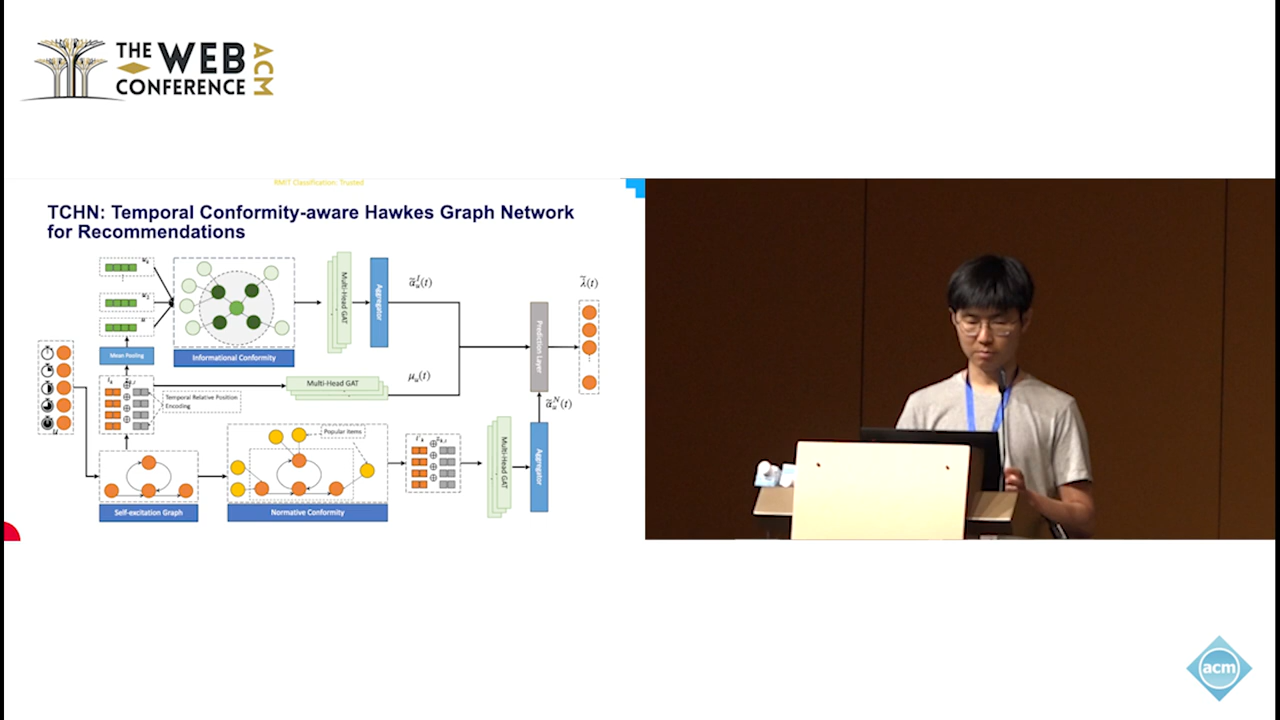 THE WEB
CONFERENCE
ACM
RMIT Classification: Trusted
TCHN: Temporal Conformity-aware Hawkes Graph Network
for Recommendations
Informational Conformity
Multi-Head GAT
Aggregator
Mean Pooling
Multi-Head GAT
Temporal Relative Position
Encoding
Prediction Layer
Popular items
Self-excitation Graph
Normative Conformity
Multi-Head GAT
Aggregator
acm